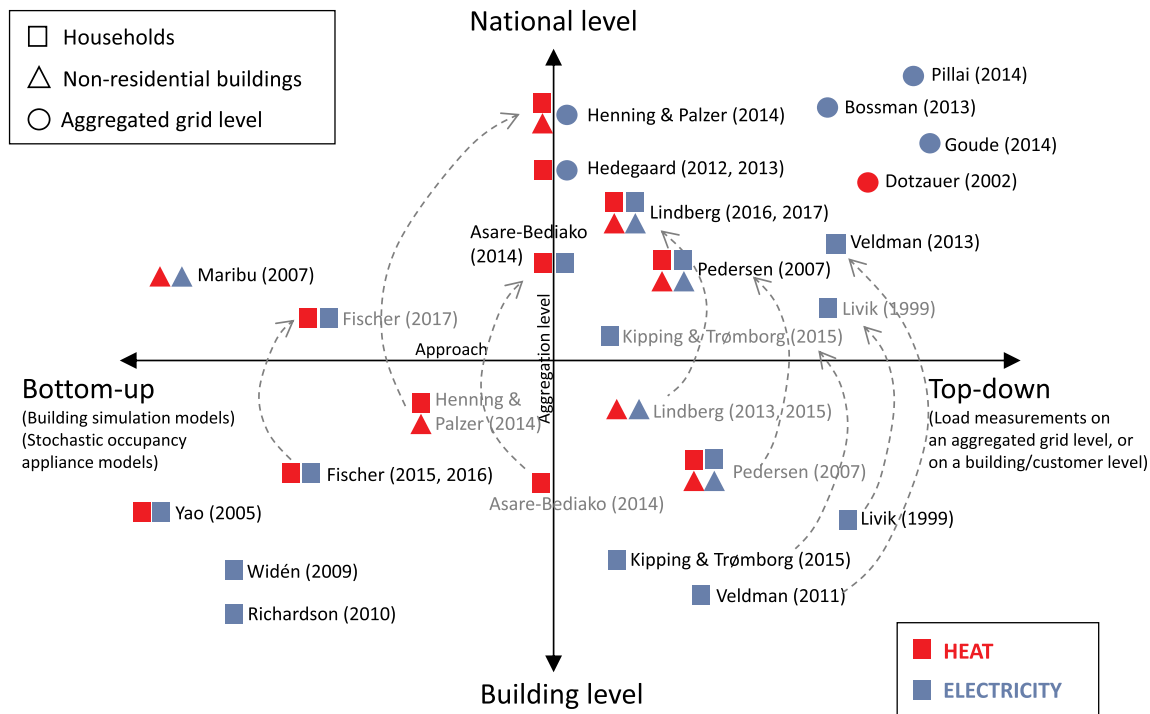 National level
Households
Non-residential buildings
Aggregated grid level
Pillai (2014)
Bossman (2013)
Henning & Palzer (2014)
Goude (2014)
Hedegaard (2012, 2013)
Dotzauer (2002)
Lindberg (2016, 2017)
Asare-Bediako
(2014)
Veldman (2013)
Maribu (2007)
Pedersen (2007)
Livik (1999)
Fischer (2017)
Kipping & Trømborg (2015)
Approach
Aggregation level
Bottom-up
(Building simulation models)
(Stochastic occupancy
appliance models)
Top-down
(Load measurements on
an aggregated grid level, or
on a building/customer level)
Henning &
Palzer (2014)
Lindberg (2013, 2015)
Fischer (2015, 2016)
Pedersen (2007)
Asare-Bediako (2014)
Yao (2005)
Livik (1999)
Kipping & Trømborg (2015)
Widén (2009)
Veldman (2011)
Richardson (2010)
Building level
HEAT
ELECTRICITY